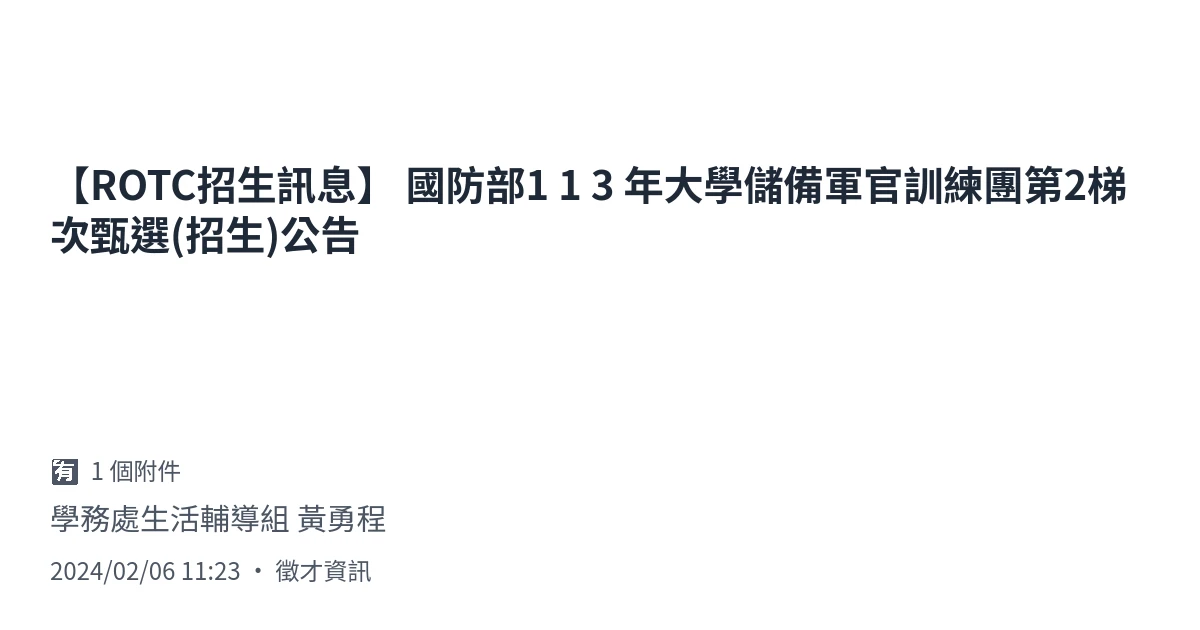 【ROTC招生訊息】 國防部1 1 3 年大學儲備軍官訓練團第2梯
次甄選(招生)公告
有 1 個附件
學務處生活輔導組 黃勇程
2024/02/06 11:23 ・ 徵才資訊